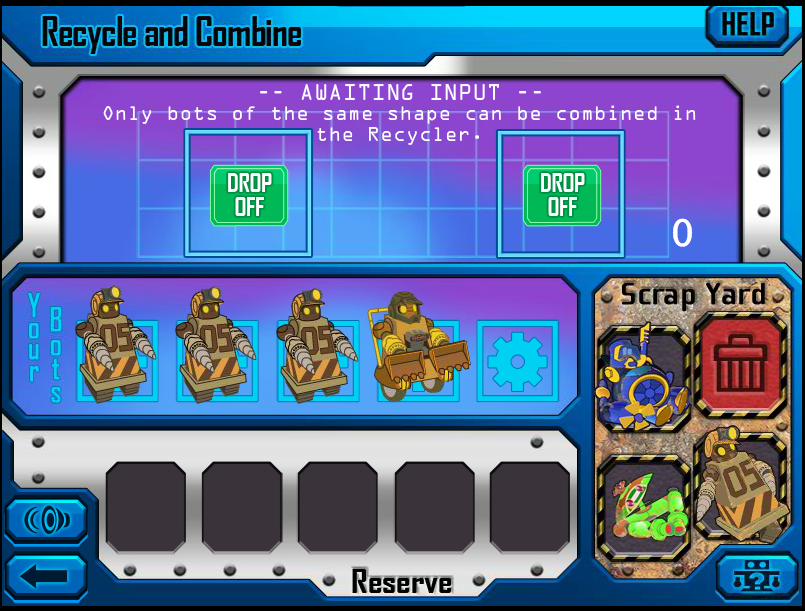 Recycle and Combine
HELP
-- AWAITING INPUT --
Only bots of the same shape can be combined in
the Recycler.
DROP
OFF
DROP
OFF
0
Your
Bots
05
05
05
Scrap Yard
05
Reserve
?